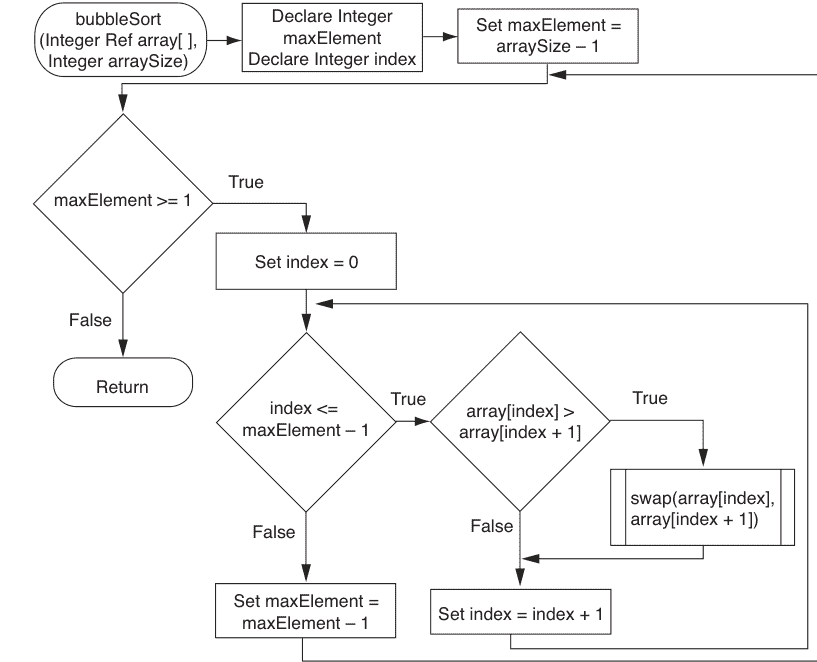 bubbleSort
(Integer Ref array[ ],
Integer arraySize)
Declare Integer
maxElement
Declare Integer index
Set maxElement =
arraySize – 1
maxElement >= 1
True
Set index = 0
False
Return
index <=
maxElement – 1
True
array[index] >
array[index + 1]
True
swap(array[index],
array[index + 1])
False
False
Set maxElement =
maxElement – 1
Set index = index + 1